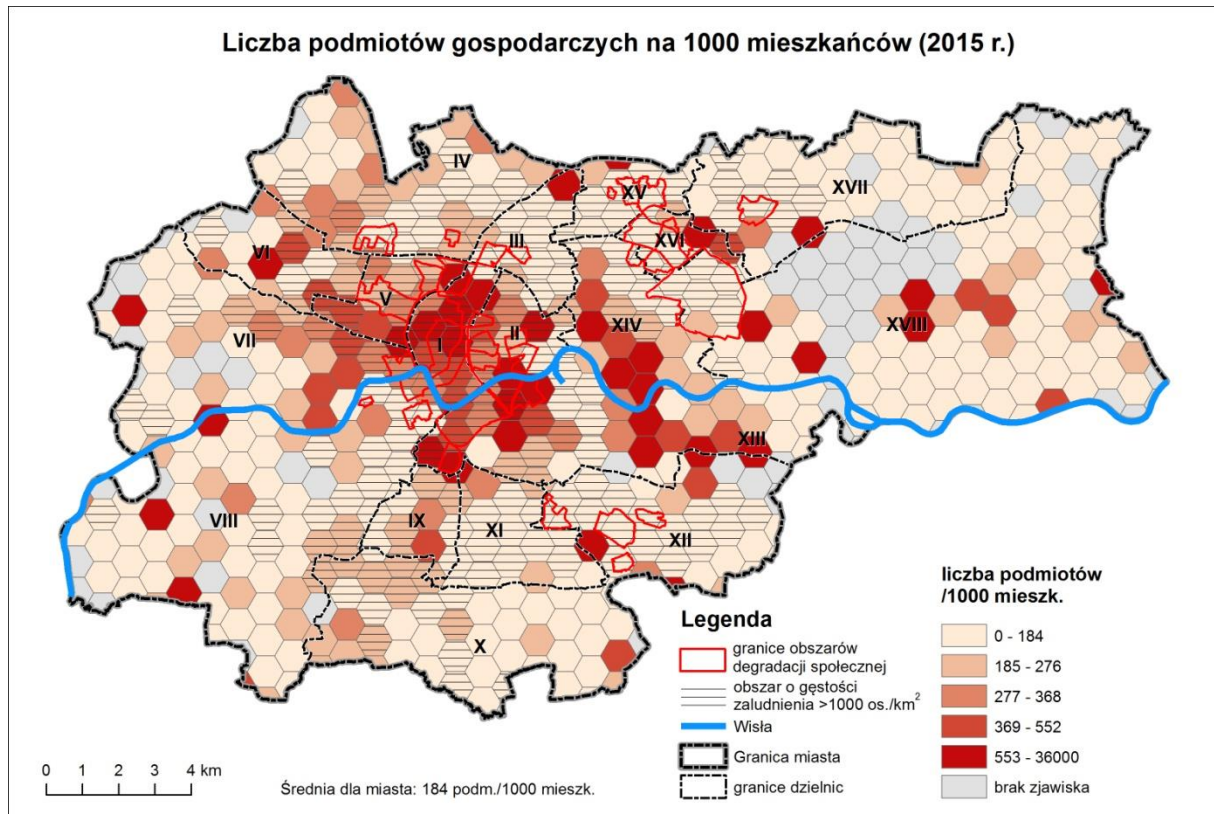 Liczba podmiotów gospodarczych na 1000 mieszkańców (2015 r.)
IV
XVII
XV
III
XVI
VI
V
XIV
XVIII
VII
I
II
XIII
VIII
IX
XI
XII
X
Legenda
granice obszarów
degradacji społecznej
obszar o gęstości
zaludnienia >1000 os./km²
Wisła
Granica miasta
granice dzielnic
liczba podmiotów
/1000 mieszk.
0 - 184
185 - 276
277 - 368
369 - 552
553 - 36000
brak zjawiska
0 1 2 3 4 km
Średnia dla miasta: 184 podm./1000 mieszk.